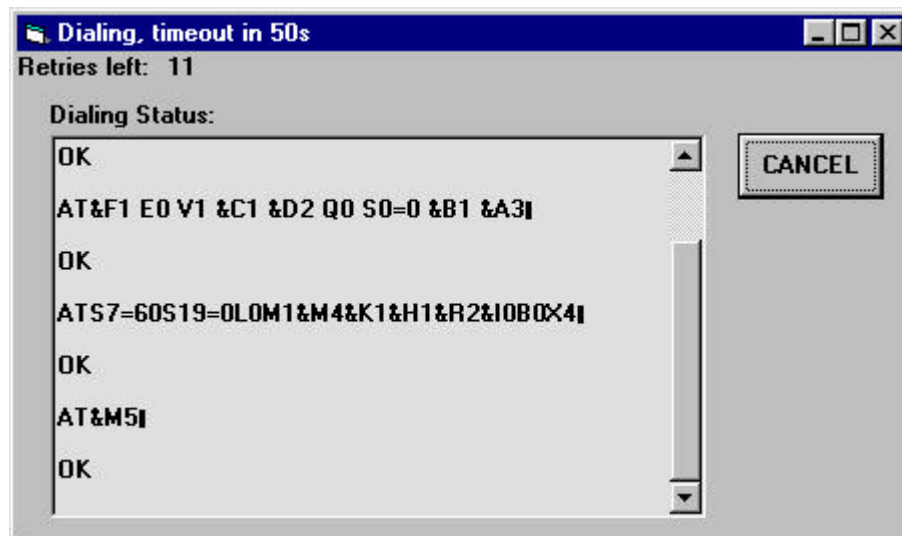 Dialing, timeout in 50s
Retries left: 11
Dialing Status:
OK
CANCEL
AT&F1 E0 V1 &C1 &D2 Q0 S0=0 &B1 &A3
OK
ATS7=60S19=0L0M1&M4&K1&H1&R2&I0B0X4
OK
AT&M5
OK